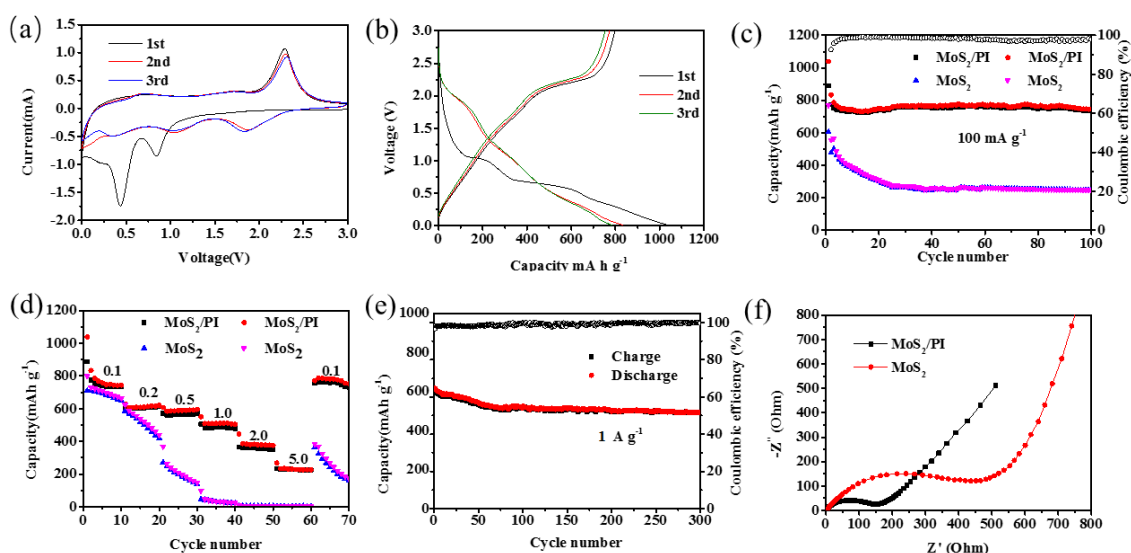 (a)
1st
2nd
3rd
Current(mA)
1.5
1.0
0.5
0.0
-0.5
-1.0
-1.5
-2.0
0.0 0.5 1.0 1.5 2.0 2.5 3.0
Voltage(V)
(b)
1st
2nd
3rd
Voltage (V)
3.0
2.5
2.0
1.5
1.0
0.5
0.0
0 200 400 600 800 1000 1200
Capacity mA h g-1
(c)
MoS2/PI MoS2/PI
MoS2 MoS2
100 mA g-1
Capacity(mAh g-1)
1200
1000
800
600
400
200
0
Coulombic efficiency (%)
100
80
60
40
20
0
0 20 40 60 80 100
Cycle number
(d)
MoS2/PI MoS2/PI
MoS2 MoS2
0.1
0.2
0.5
1.0
2.0
5.0
0.1
Capacity(mAh g-1)
1200
1000
800
600
400
200
0
0 10 20 30 40 50 60 70
Cycle number
(e)
Charge
Discharge
1 A g-1
Capacity(mAh g-1)
1200
900
600
300
0
Coulombic efficiency (%)
100
80
60
40
20
0
0 50 100 150 200 250 300
Cycle number
(f)
MoS2/PI
MoS2
-Z'' (Ohm)
800
700
600
500
400
300
200
100
0
0 100 200 300 400 500 600 700 800
Z' (Ohm)